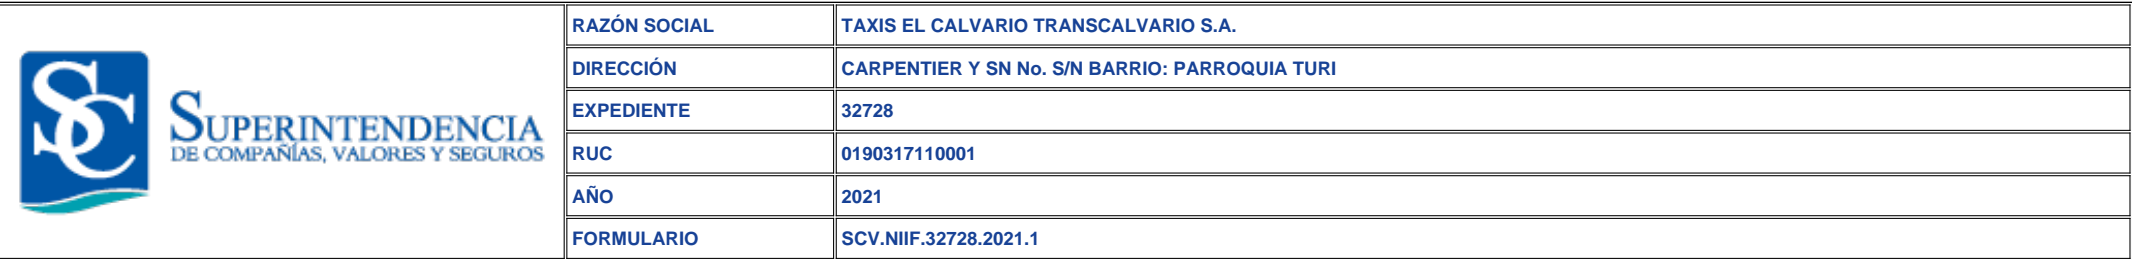 SC
SUPERINTENDENCIA
DE COMPAÑÍAS, VALORES Y SEGUROS
RAZÓN SOCIAL TAXIS EL CALVARIO TRANSCALVARIO S.A.
DIRECCIÓN CARPENTIER Y SN No. S/N BARRIO: PARROQUIA TURI
EXPEDIENTE 32728
RUC 0190317110001
AÑO 2021
FORMULARIO SCV.NIIF.32728.2021.1